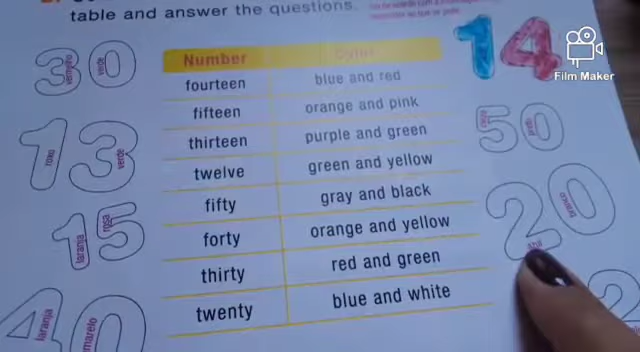 table and answer the questions.
Number Color
fourteen blue and red
fifteen orange and pink
thirteen purple and green
twelve green and yellow
fifty gray and black
forty orange and yellow
thirty red and green
twenty blue and white
30
vermelho
verde
13
roxo
verde
15
laranja
rosa
40
laranja
amarelo
14
Film Maker
50
20
branco
2